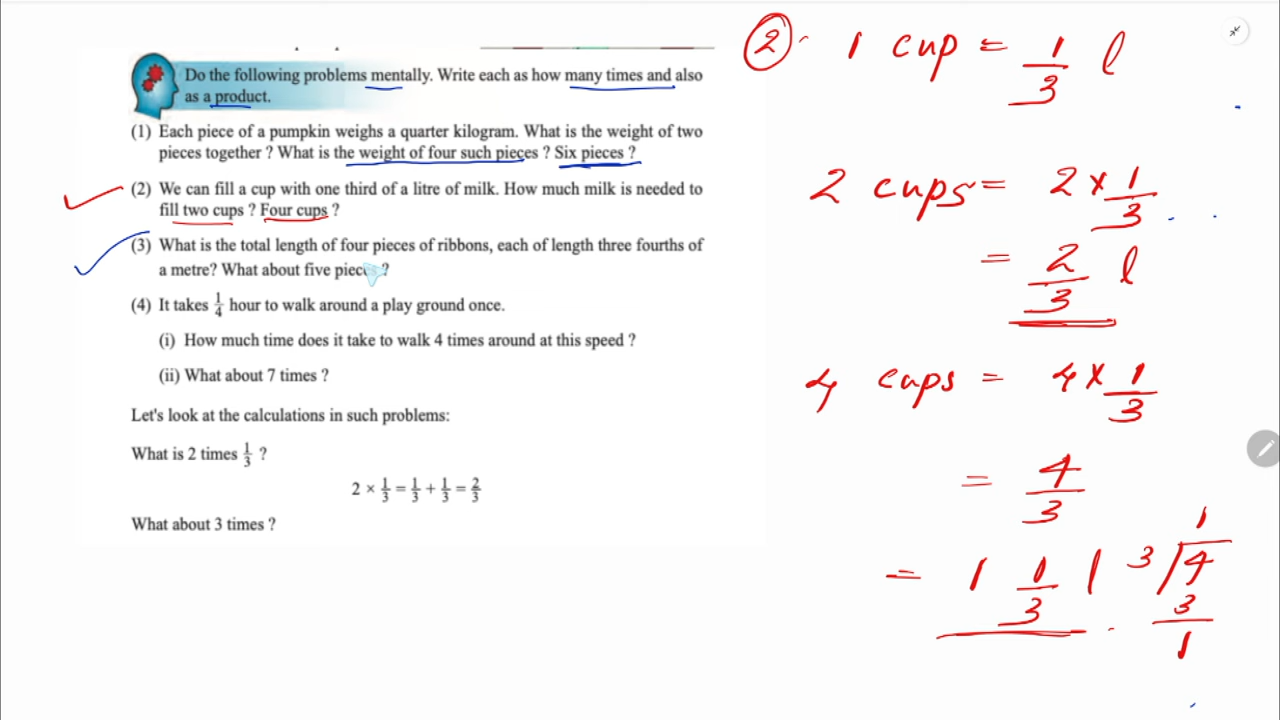 Do the following problems mentally. Write each as how many times and also
as a product.
(1) Each piece of a pumpkin weighs a quarter kilogram. What is the weight of two
pieces together ? What is the weight of four such pieces ? Six pieces ?
(2) We can fill a cup with one third of a litre of milk. How much milk is needed to
fill two cups ? Four cups ?
(3) What is the total length of four pieces of ribbons, each of length three fourths of
a metre? What about five pieces ?
(4) It takes 1/4 hour to walk around a play ground once.
(i) How much time does it take to walk 4 times around at this speed ?
(ii) What about 7 times ?
Let's look at the calculations in such problems:
What is 2 times 1/3 ?
2 × 1/3 = 1/3 + 1/3 = 2/3
What about 3 times ?
(2). 1 cup = 1/3 l
2 cups = 2 × 1/3
= 2/3 l
4 cups = 4 × 1/3
= 4/3
= 1 1/3 l
1
3 4
3
1